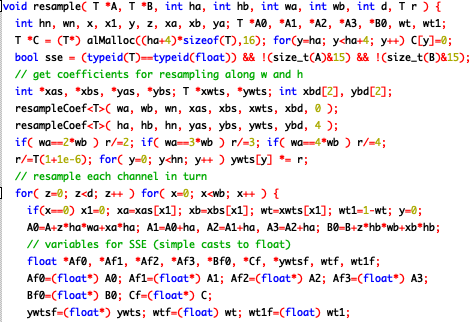 void resample( T *A, T *B, int ha, int hb, int wa, int wb, int d, T r ) {
int hn, wn, x, x1, y, z, xa, xb, ya; T *A0, *A1, *A2, *A3, *B0, wt, wt1;
T *C = (T*) alMalloc((ha+4)*sizeof(T),16); for(y=ha; y<ha+4; y++) C[y]=0;
bool sse = (typeid(T)==typeid(float)) && !(size_t(A)&15) && !(size_t(B)&15);
// get coefficients for resampling along w and h
int *xas, *xbs, *yas, *ybs; T *xwts, *ywts; int xbd[2], ybd[2];
resampleCoef<T>( wa, wb, wn, xas, xbs, xwts, xbd, 0 );
resampleCoef<T>( ha, hb, hn, yas, ybs, ywts, ybd, 4 );
if( wa==2*wb ) r/=2; if( wa==3*wb ) r/=3; if( wa==4*wb ) r/=4;
r/=T(1+1e-6); for( y=0; y<hn; y++ ) ywts[y] *= r;
// resample each channel in turn
for( z=0; z<d; z++ ) for( x=0; x<wb; x++ ) {
if(x==0) x1=0; xa=xas[x1]; xb=xbs[x1]; wt=xwts[x1]; wt1=1-wt; y=0;
A0=A+z*ha*wa+xa*ha; A1=A0+ha, A2=A1+ha, A3=A2+ha; B0=B+z*hb*wb+xb*hb;
// variables for SSE (simple casts to float)
float *Af0, *Af1, *Af2, *Af3, *Bf0, *Cf, *ywtsf, wtf, wt1f;
Af0=(float*) A0; Af1=(float*) A1; Af2=(float*) A2; Af3=(float*) A3;
Bf0=(float*) B0; Cf=(float*) C;
ywtsf=(float*) ywts; wtf=(float) wt; wt1f=(float) wt1;